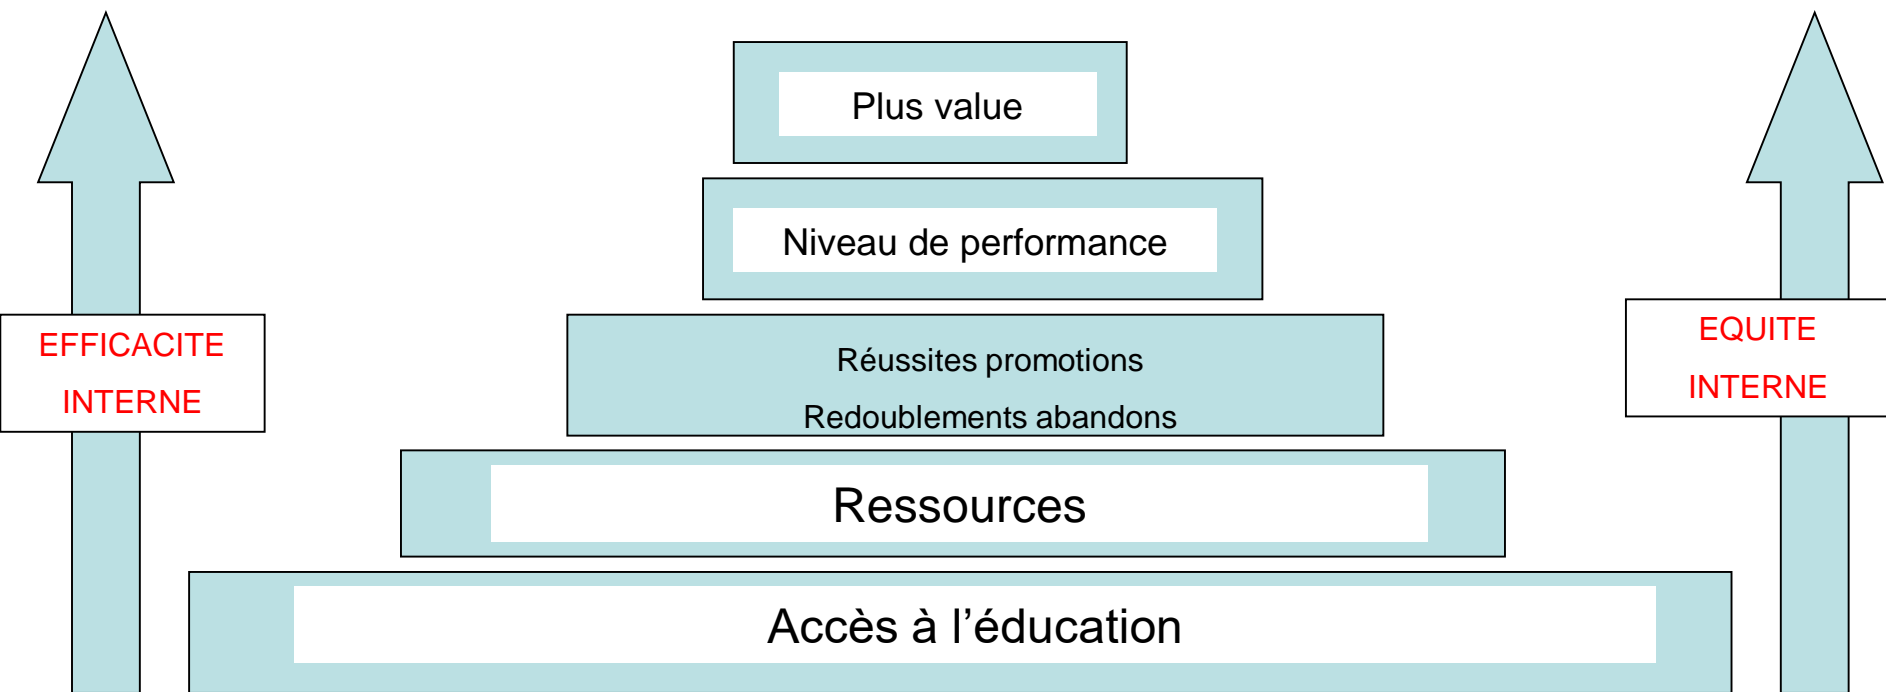 Plus value
Niveau de performance
EFFICACITE
INTERNE
Réussites promotions
Redoublements abandons
EQUITE
INTERNE
Ressources
Accès à l’éducation